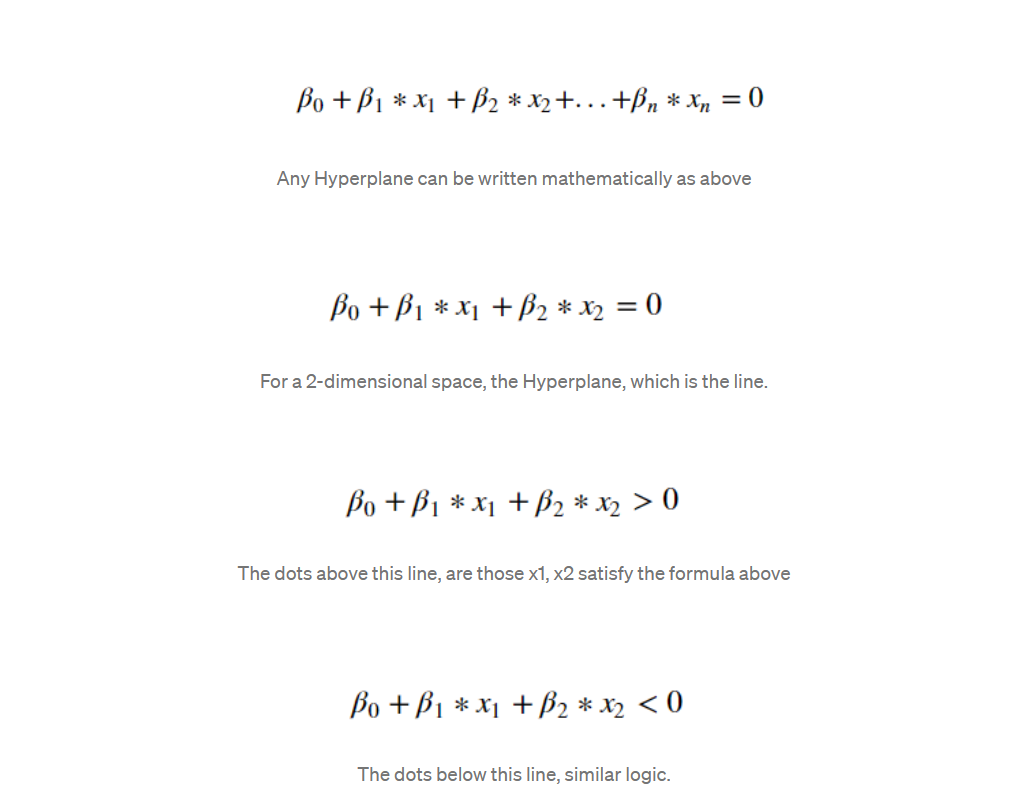 β₀ + β₁ * x₁ + β₂ * x₂+...+βₙ * xₙ = 0
Any Hyperplane can be written mathematically as above
β₀ + β₁ * x₁ + β₂ * x₂ = 0
For a 2-dimensional space, the Hyperplane, which is the line.
β₀ + β₁ * x₁ + β₂ * x₂ > 0
The dots above this line, are those x1, x2 satisfy the formula above
β₀ + β₁ * x₁ + β₂ * x₂ < 0
The dots below this line, similar logic.